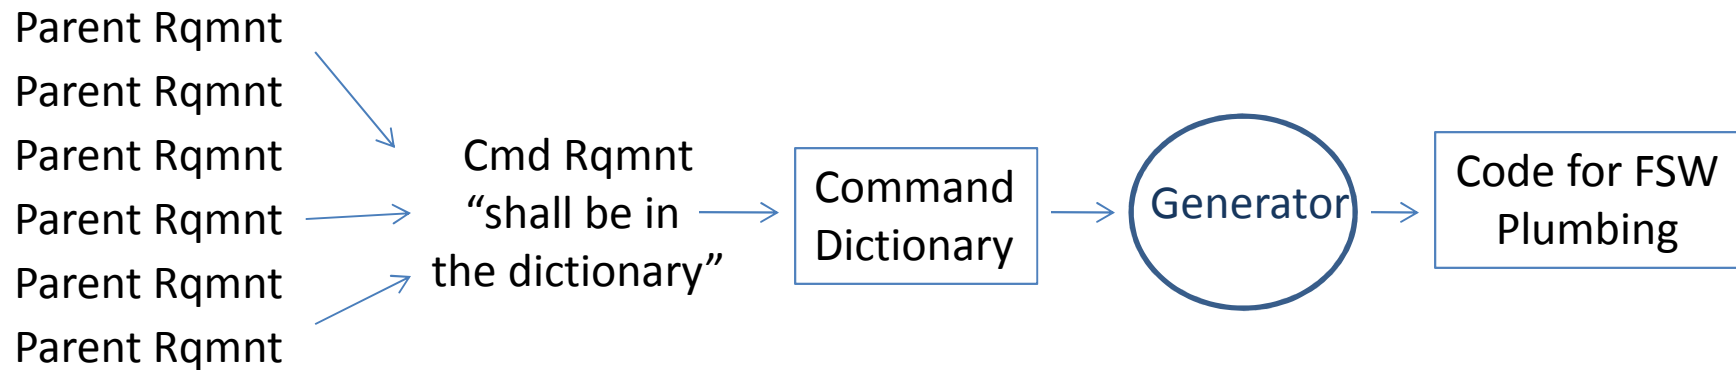 Parent Rqmnt
Parent Rqmnt
Parent Rqmnt
Parent Rqmnt
Parent Rqmnt
Parent Rqmnt
Cmd Rqmnt
“shall be in
the dictionary”
Command
Dictionary
Generator
Code for FSW
Plumbing